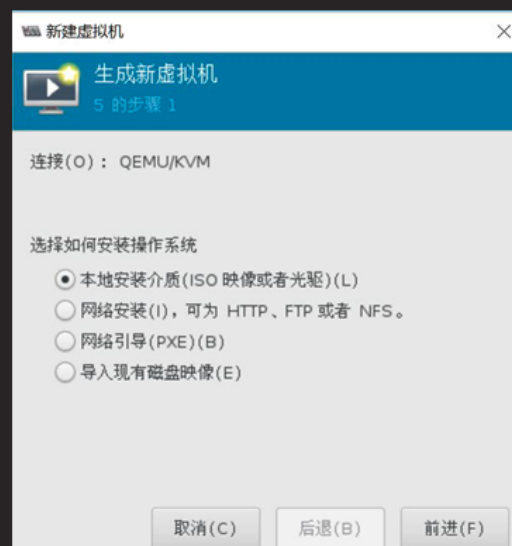 新建虚拟机
生成新虚拟机
5 的步骤 1
连接(O)： QEMU/KVM
选择如何安装操作系统
本地安装介质(ISO 映像或者光驱)(L)
网络安装(I)，可为 HTTP、FTP 或者 NFS。
网络引导(PXE)(B)
导入现有磁盘映像(E)
取消(C)
后退(B)
前进(F)